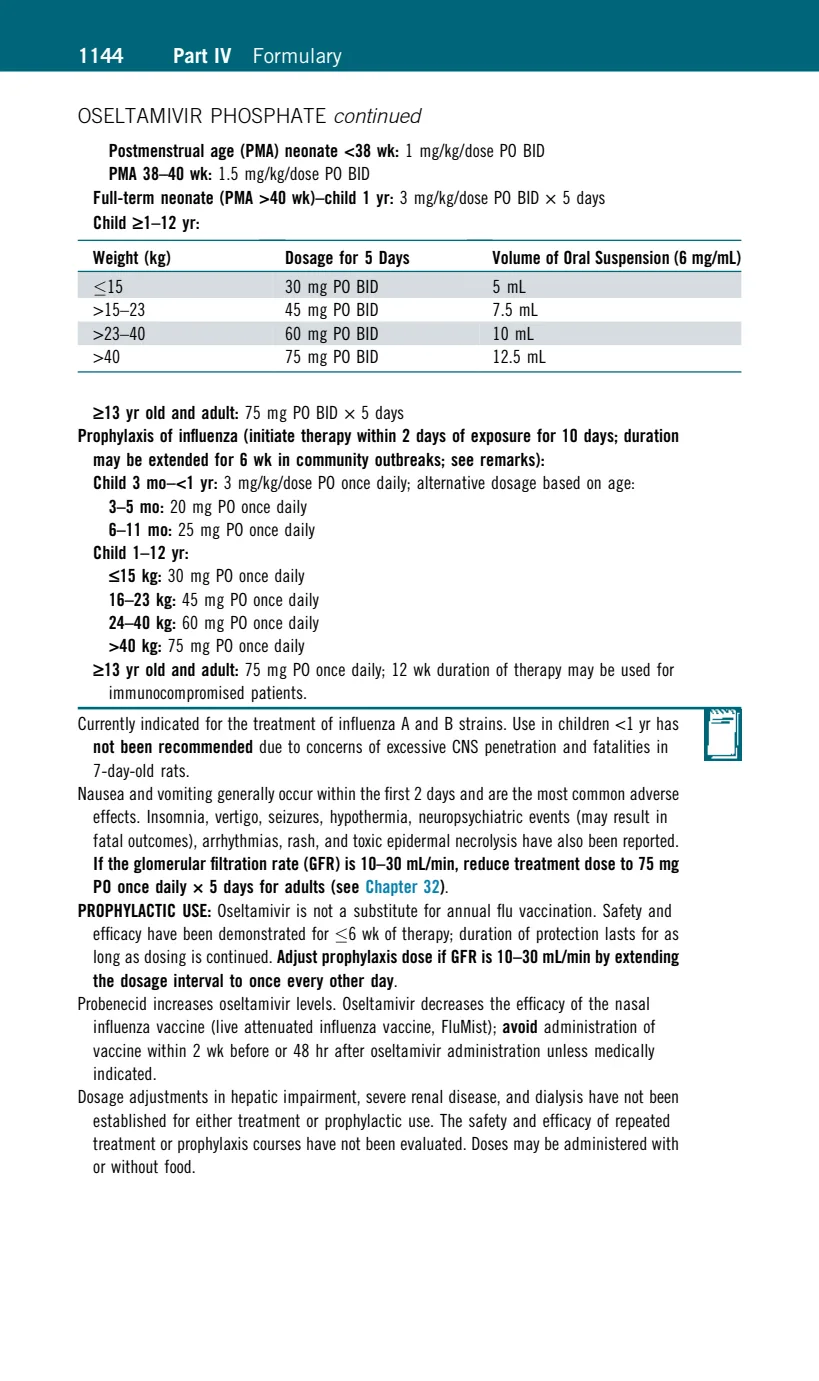 1144 Part IV Formulary
OSELTAMIVIR PHOSPHATE continued
Postmenstrual age (PMA) neonate <38 wk: 1 mg/kg/dose PO BID
PMA 38–40 wk: 1.5 mg/kg/dose PO BID
Full-term neonate (PMA >40 wk)–child 1 yr: 3 mg/kg/dose PO BID × 5 days
Child ≥1–12 yr:
Weight (kg) Dosage for 5 Days Volume of Oral Suspension (6 mg/mL)
≤15 30 mg PO BID 5 mL
>15–23 45 mg PO BID 7.5 mL
>23–40 60 mg PO BID 10 mL
>40 75 mg PO BID 12.5 mL
≥13 yr old and adult: 75 mg PO BID × 5 days
Prophylaxis of influenza (initiate therapy within 2 days of exposure for 10 days; duration
may be extended for 6 wk in community outbreaks; see remarks):
Child 3 mo–<1 yr: 3 mg/kg/dose PO once daily; alternative dosage based on age:
3–5 mo: 20 mg PO once daily
6–11 mo: 25 mg PO once daily
Child 1–12 yr:
≤15 kg: 30 mg PO once daily
16–23 kg: 45 mg PO once daily
24–40 kg: 60 mg PO once daily
>40 kg: 75 mg PO once daily
≥13 yr old and adult: 75 mg PO once daily; 12 wk duration of therapy may be used for
immunocompromised patients.
Currently indicated for the treatment of influenza A and B strains. Use in children <1 yr has
not been recommended due to concerns of excessive CNS penetration and fatalities in
7-day-old rats.
Nausea and vomiting generally occur within the first 2 days and are the most common adverse
effects. Insomnia, vertigo, seizures, hypothermia, neuropsychiatric events (may result in
fatal outcomes), arrhythmias, rash, and toxic epidermal necrolysis have also been reported.
If the glomerular filtration rate (GFR) is 10–30 mL/min, reduce treatment dose to 75 mg
PO once daily × 5 days for adults (see Chapter 32).
PROPHYLACTIC USE: Oseltamivir is not a substitute for annual flu vaccination. Safety and
efficacy have been demonstrated for ≤6 wk of therapy; duration of protection lasts for as
long as dosing is continued. Adjust prophylaxis dose if GFR is 10–30 mL/min by extending
the dosage interval to once every other day.
Probenecid increases oseltamivir levels. Oseltamivir decreases the efficacy of the nasal
influenza vaccine (live attenuated influenza vaccine, FluMist); avoid administration of
vaccine within 2 wk before or 48 hr after oseltamivir administration unless medically
indicated.
Dosage adjustments in hepatic impairment, severe renal disease, and dialysis have not been
established for either treatment or prophylactic use. The safety and efficacy of repeated
treatment or prophylaxis courses have not been evaluated. Doses may be administered with
or without food.